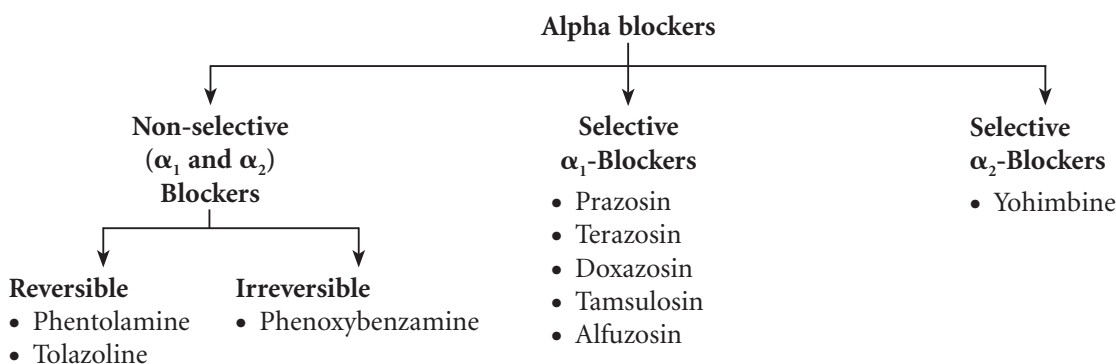 Alpha blockers
Non-selective
(α₁ and α₂)
Blockers
Reversible
• Phentolamine
• Tolazoline
Irreversible
• Phenoxybenzamine
Selective
α₁-Blockers
• Prazosin
• Terazosin
• Doxazosin
• Tamsulosin
• Alfuzosin
Selective
α₂-Blockers
• Yohimbine